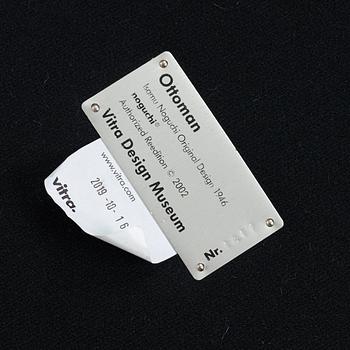 Ottoman
Isamu Noguchi Original Design 1946
noguchi®
Authorized Reedition © 2002
Vitra Design Museum
Nr.
www.vitra.com
2019-10-16
vitra.